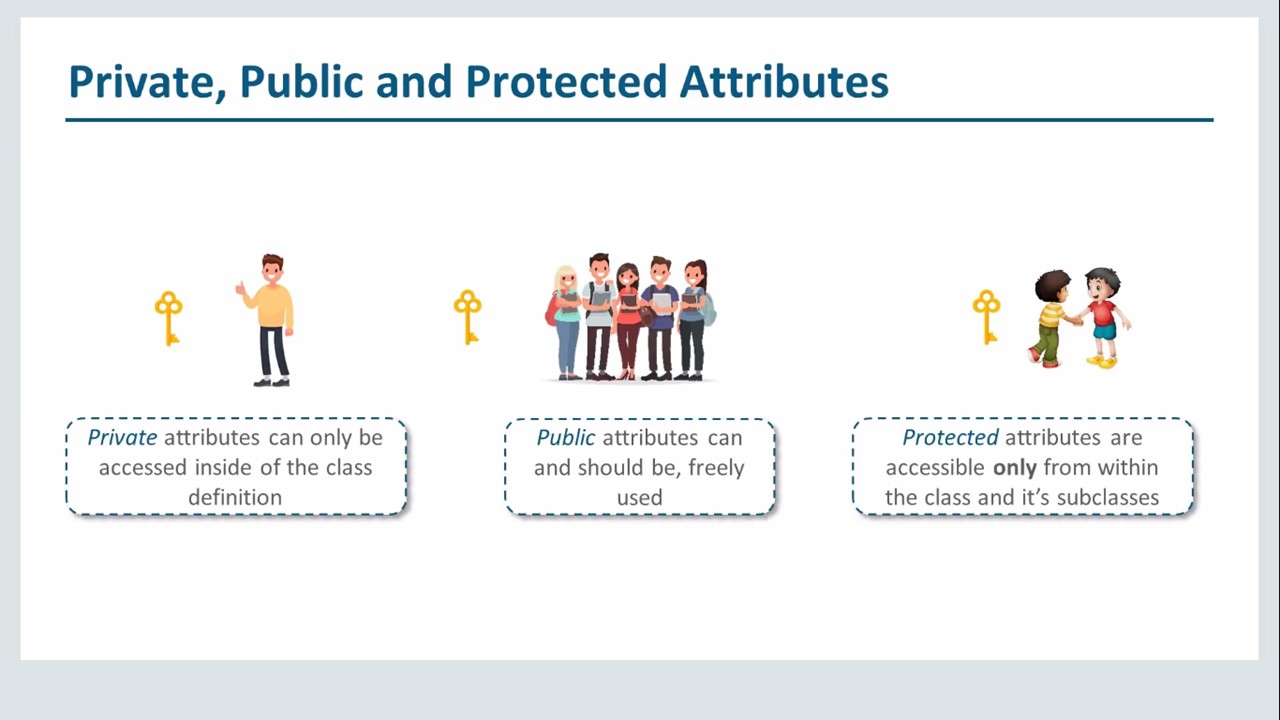 Private, Public and Protected Attributes
Private attributes can only be
accessed inside of the class
definition
Public attributes can
and should be, freely
used
Protected attributes are
accessible only from within
the class and it's subclasses